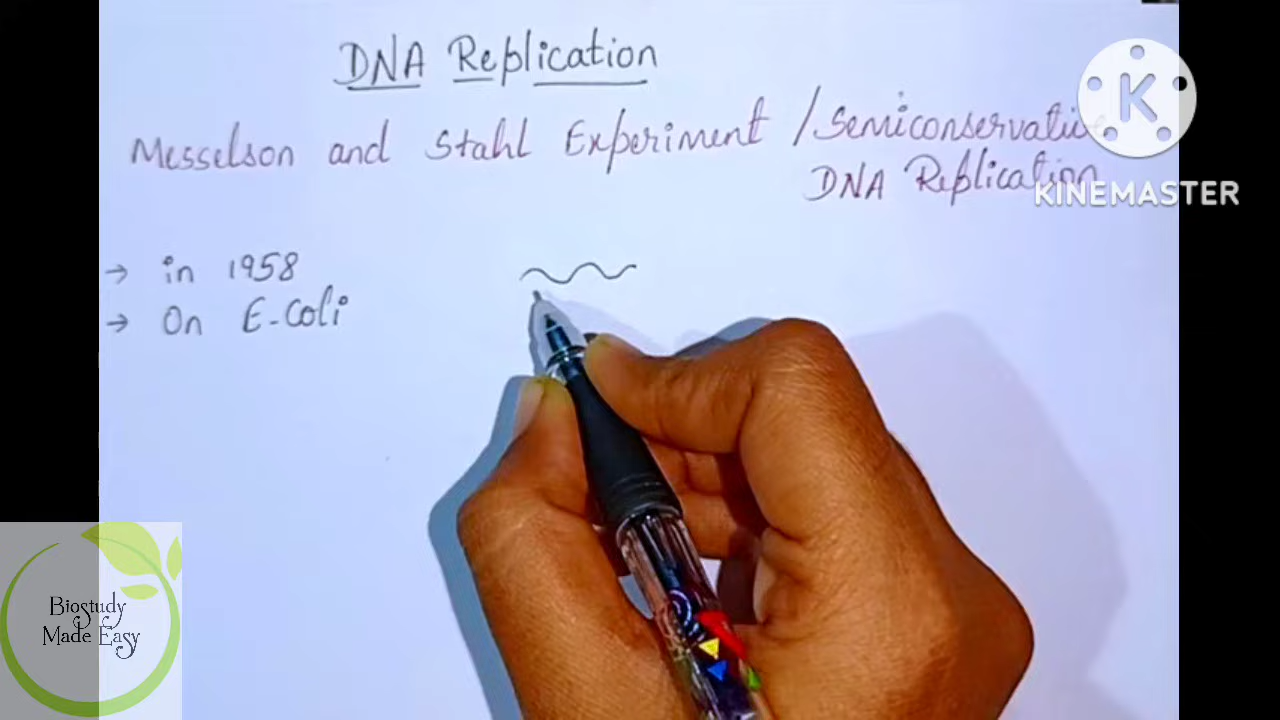 DNA Replication
Messelson and Stahl Experiment / Semiconservative
DNA Replication
KINEMASTER
→ in 1958
→ On E-Coli
Biostudy
Made Easy